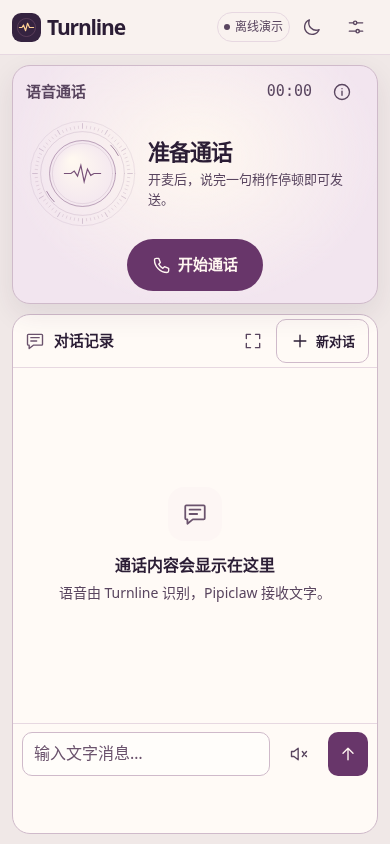 Turnline
离线演示
语音通话
00:00
准备通话
开麦后，说完一句稍作停顿即可发
送。
开始通话
对话记录
新对话
通话内容会显示在这里
语音由 Turnline 识别，Pipiclaw 接收文字。
输入文字消息...